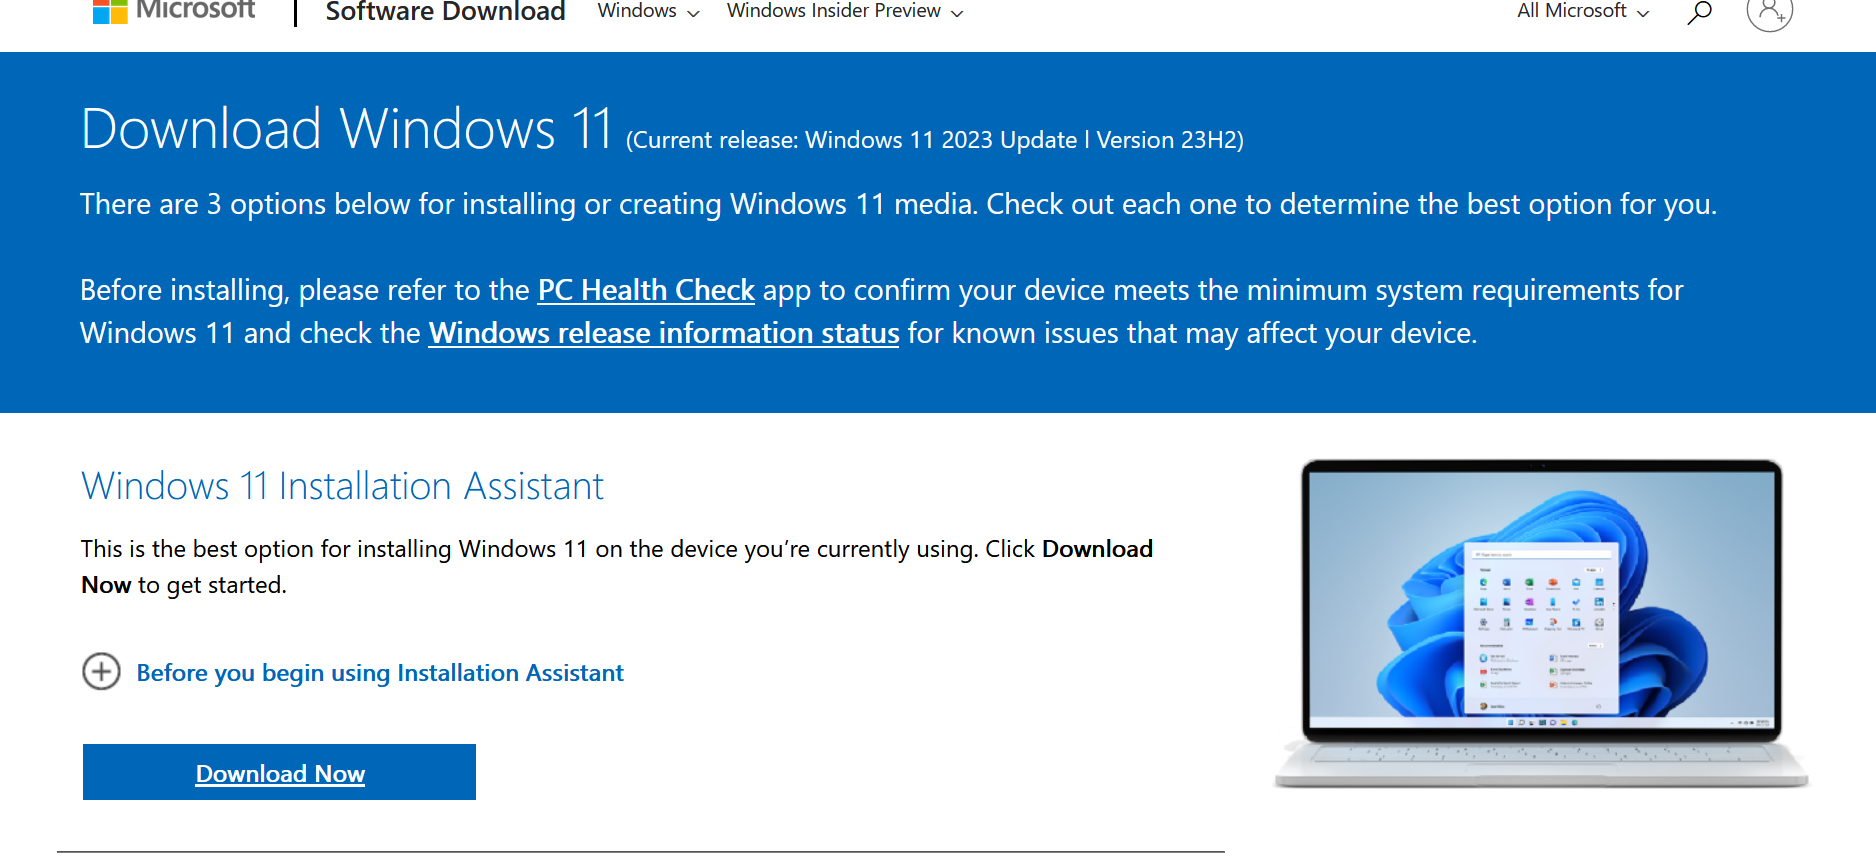 Microsoft | Software Download Windows Windows Insider Preview All Microsoft
Download Windows 11 (Current release: Windows 11 2023 Update l Version 23H2)
There are 3 options below for installing or creating Windows 11 media. Check out each one to determine the best option for you.
Before installing, please refer to the PC Health Check app to confirm your device meets the minimum system requirements for
Windows 11 and check the Windows release information status for known issues that may affect your device.
Windows 11 Installation Assistant
This is the best option for installing Windows 11 on the device you’re currently using. Click Download
Now to get started.
Before you begin using Installation Assistant
Download Now